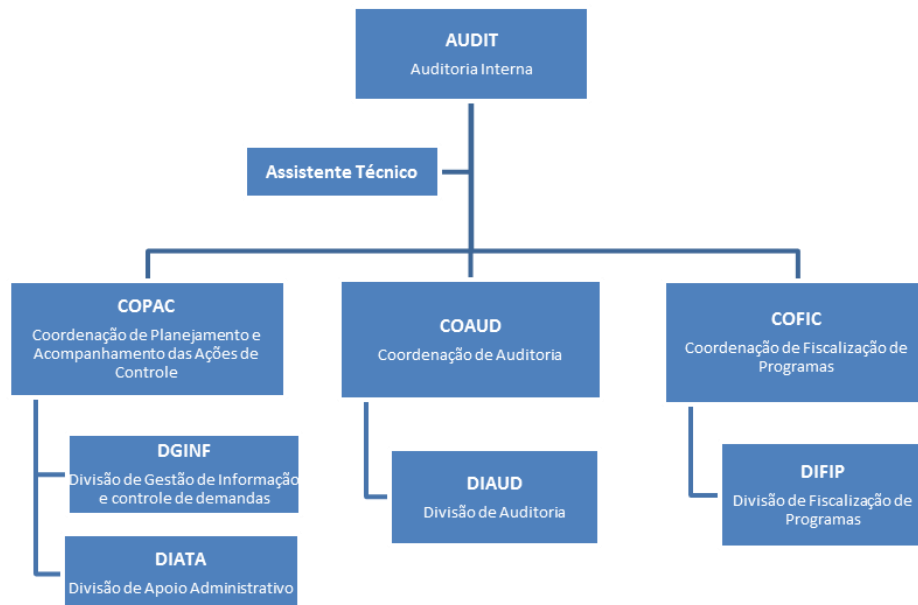 AUDIT
Auditoria Interna
Assistente Técnico
COPAC
Coordenação de Planejamento e
Acompanhamento das Ações de
Controle
COAUD
Coordenação de Auditoria
COFIC
Coordenação de Fiscalização de
Programas
DGINF
Divisão de Gestão de Informação
e controle de demandas
DIATA
Divisão de Apoio Administrativo
DIAUD
Divisão de Auditoria
DIFIP
Divisão de Fiscalização de
Programas